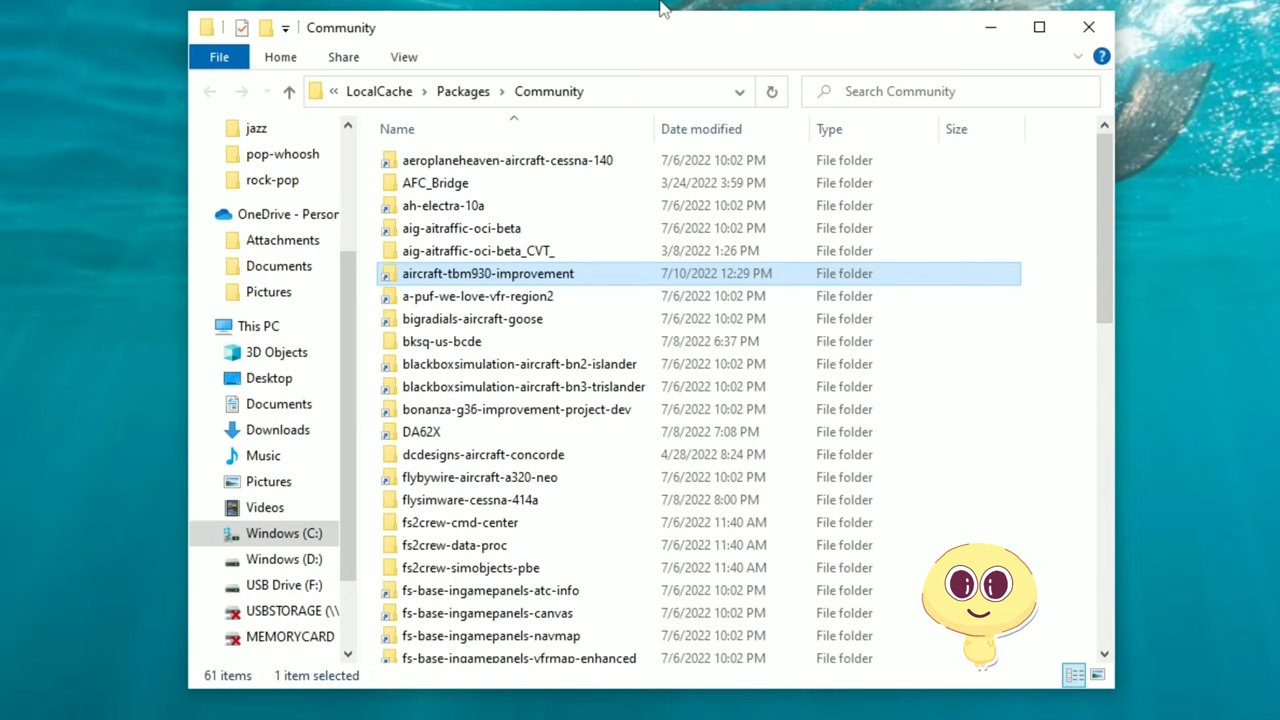 Community
File Home Share View
« LocalCache > Packages > Community
Search Community
jazz
pop-whoosh
rock-pop
OneDrive - Person
Attachments
Documents
Pictures
This PC
3D Objects
Desktop
Documents
Downloads
Music
Pictures
Videos
Windows (C:)
Windows (D:)
USB Drive (F:)
USBSTORAGE (\\
MEMORYCARD
Name Date modified Type Size
aeroplaneheaven-aircraft-cessna-140 7/6/2022 10:02 PM File folder
AFC_Bridge 3/24/2022 3:59 PM File folder
ah-electra-10a 7/6/2022 10:02 PM File folder
aig-aitraffic-oci-beta 7/6/2022 10:02 PM File folder
aig-aitraffic-oci-beta_CVT_ 3/8/2022 1:26 PM File folder
aircraft-tbm930-improvement 7/10/2022 12:29 PM File folder
a-puf-we-love-vfr-region2 7/6/2022 10:02 PM File folder
bigradials-aircraft-goose 7/6/2022 10:02 PM File folder
bksq-us-bcde 7/8/2022 6:37 PM File folder
blackboxsimulation-aircraft-bn2-islander 7/6/2022 10:02 PM File folder
blackboxsimulation-aircraft-bn3-trislander 7/6/2022 10:02 PM File folder
bonanza-g36-improvement-project-dev 7/6/2022 10:02 PM File folder
DA62X 7/8/2022 7:08 PM File folder
dcdesigns-aircraft-concorde 4/28/2022 8:24 PM File folder
flybywire-aircraft-a320-neo 7/6/2022 10:02 PM File folder
flysimware-cessna-414a 7/8/2022 8:00 PM File folder
fs2crew-cmd-center 7/6/2022 11:40 AM File folder
fs2crew-data-proc 7/6/2022 11:40 AM File folder
fs2crew-simobjects-pbe 7/6/2022 11:40 AM File folder
fs-base-ingamepanels-atc-info 7/6/2022 10:02 PM File folder
fs-base-ingamepanels-canvas 7/6/2022 10:02 PM File folder
fs-base-ingamepanels-navmap 7/6/2022 10:02 PM File folder
fs-base-ingamepanels-vfrmap-enhanced 7/6/2022 10:02 PM File folder
61 items 1 item selected